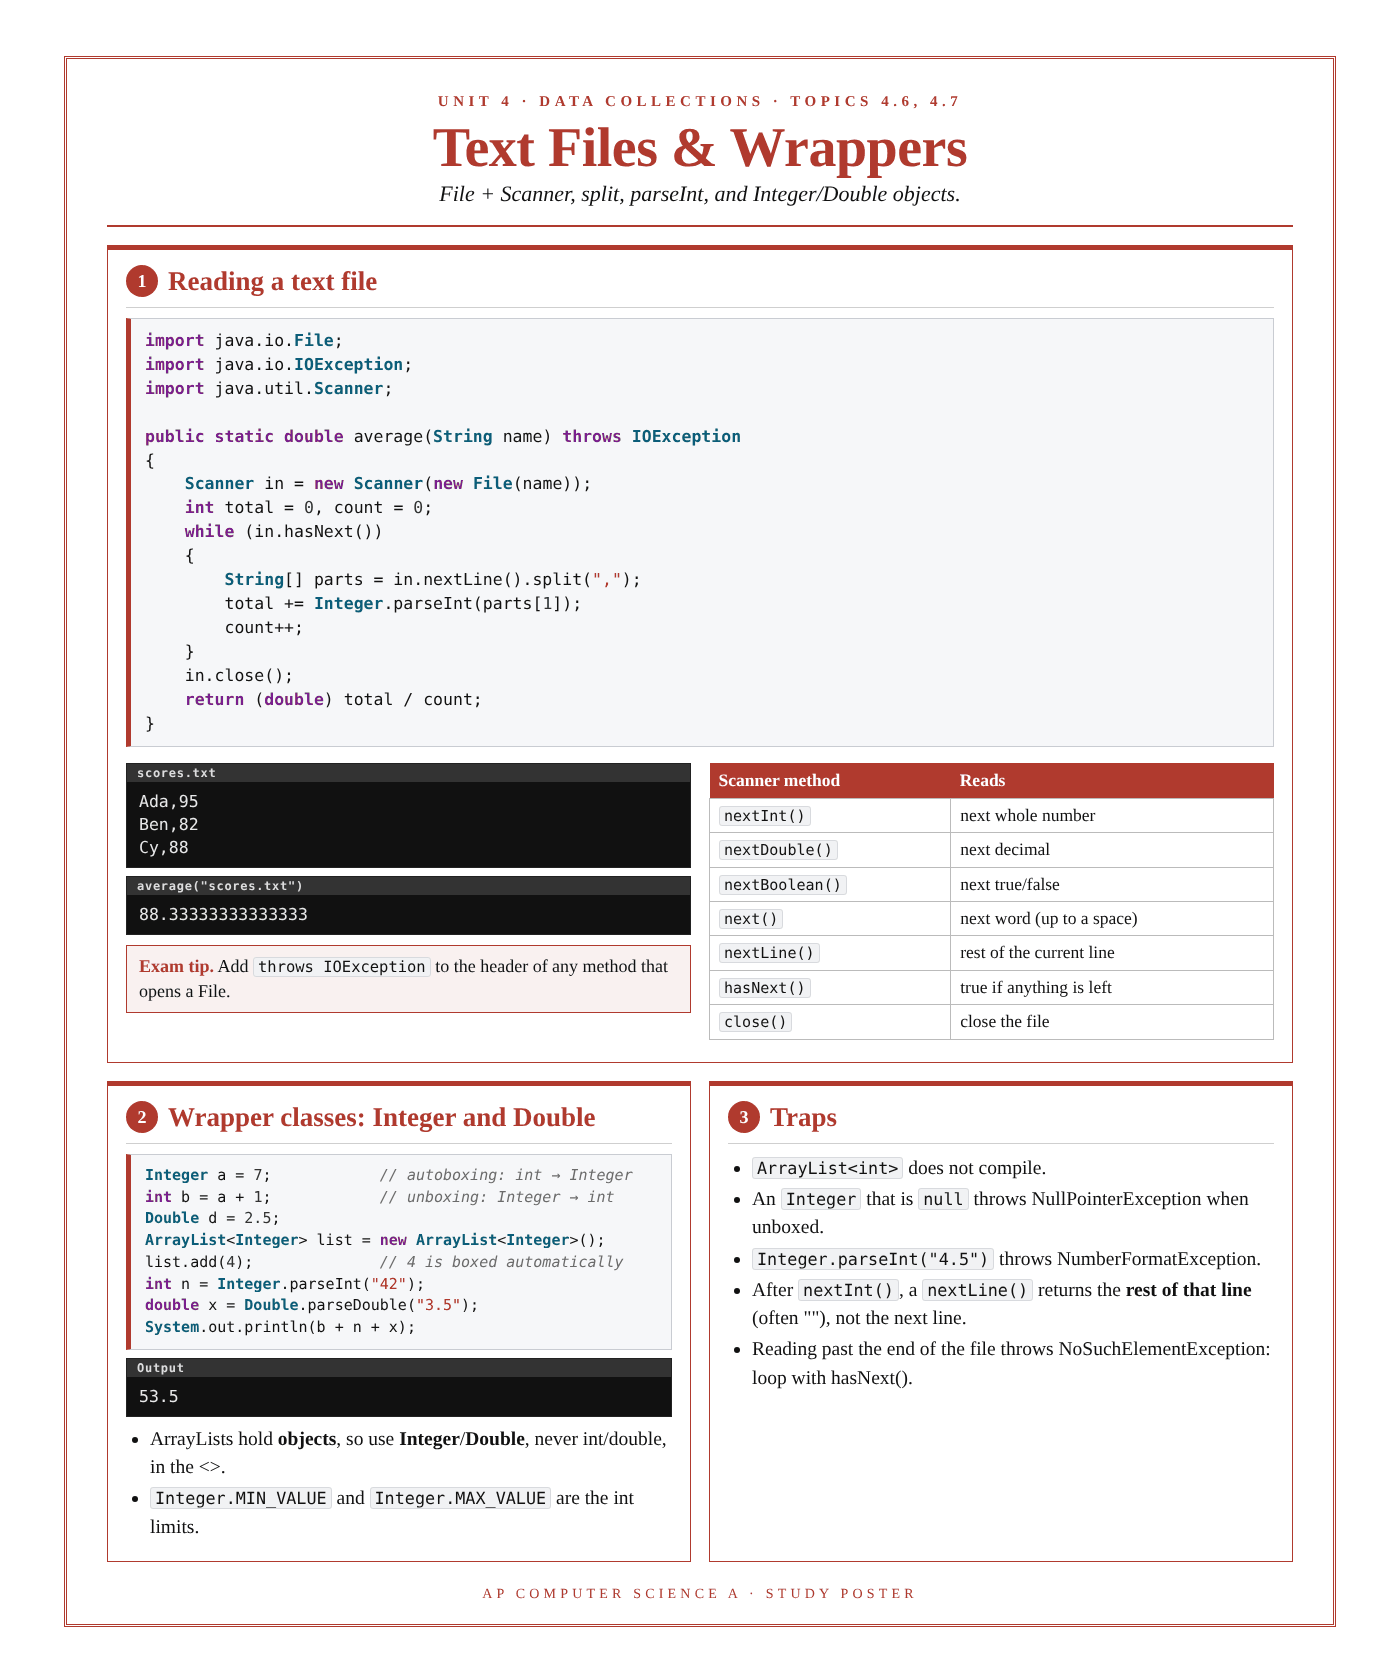 UNIT 4 · DATA COLLECTIONS · TOPICS 4.6, 4.7
Text Files & Wrappers
File + Scanner, split, parseInt, and Integer/Double objects.
1 Reading a text file
import java.io.File;
import java.io.IOException;
import java.util.Scanner;

public static double average(String name) throws IOException
{
    Scanner in = new Scanner(new File(name));
    int total = 0, count = 0;
    while (in.hasNext())
    {
        String[] parts = in.nextLine().split(",");
        total += Integer.parseInt(parts[1]);
        count++;
    }
    in.close();
    return (double) total / count;
}
scores.txt
Ada,95
Ben,82
Cy,88
average("scores.txt")
88.33333333333333
Exam tip. Add throws IOException to the header of any method that
opens a File.
Scanner method Reads
nextInt() next whole number
nextDouble() next decimal
nextBoolean() next true/false
next() next word (up to a space)
nextLine() rest of the current line
hasNext() true if anything is left
close() close the file
2 Wrapper classes: Integer and Double
Integer a = 7;            // autoboxing: int → Integer
int b = a + 1;            // unboxing: Integer → int
Double d = 2.5;
ArrayList<Integer> list = new ArrayList<Integer>();
list.add(4);              // 4 is boxed automatically
int n = Integer.parseInt("42");
double x = Double.parseDouble("3.5");
System.out.println(b + n + x);
Output
53.5
• ArrayLists hold objects, so use Integer/Double, never int/double,
in the <>.
• Integer.MIN_VALUE and Integer.MAX_VALUE are the int
limits.
3 Traps
• ArrayList<int> does not compile.
• An Integer that is null throws NullPointerException when
unboxed.
• Integer.parseInt("4.5") throws NumberFormatException.
• After nextInt(), a nextLine() returns the rest of that line
(often ""), not the next line.
• Reading past the end of the file throws NoSuchElementException:
loop with hasNext().
AP COMPUTER SCIENCE A · STUDY POSTER